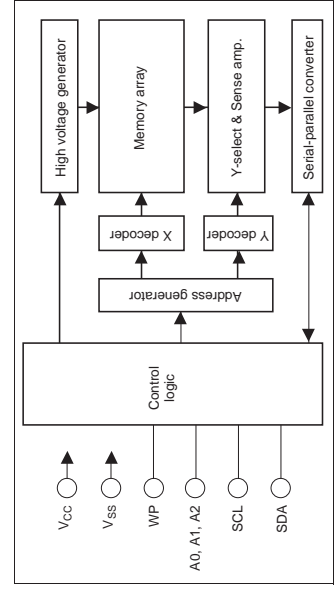 High voltage generator
Memory array
Y-select & Sense amp.
Serial-parallel converter
X decoder
Y decoder
Address generator
Control
logic
VCC
VSS
WP
A0, A1, A2
SCL
SDA